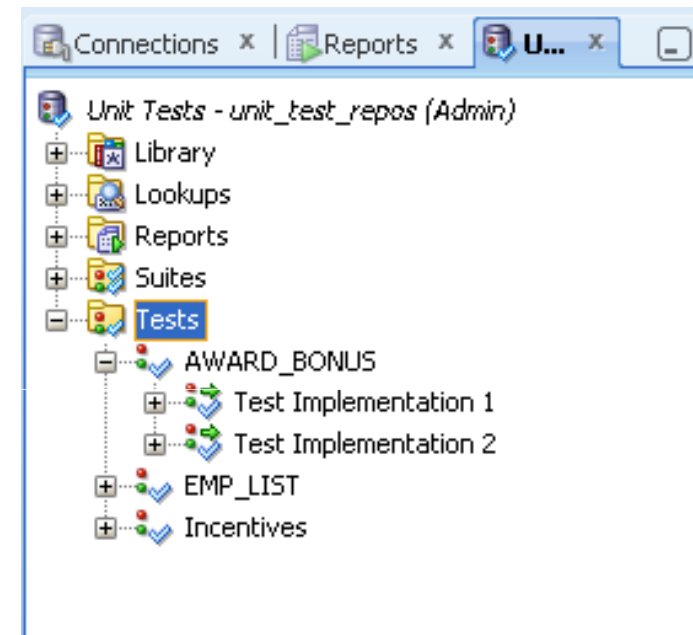 Connections x Reports x U... x
Unit Tests - unit_test_repos (Admin)
Library
Lookups
Reports
Suites
Tests
AWARD_BONUS
Test Implementation 1
Test Implementation 2
EMP_LIST
Incentives